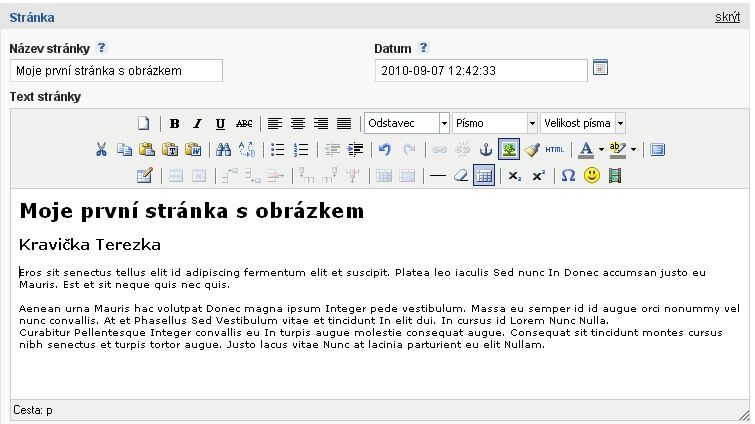 Stránka
skrýt
Název stránky ?
Datum ?
Moje první stránka s obrázkem
2010-09-07 12:42:33
Text stránky
B I U ABC Odstavec Písmo Velikost písma
HTML A ab
x₂ x² Ω
Moje první stránka s obrázkem
Kravička Terezka
Eros sit senectus tellus elit id adipiscing fermentum elit et suscipit. Platea leo iaculis Sed nunc In Donec accumsan justo eu
Mauris. Est et sit neque quis nec quis.
Aenean urna Mauris hac volutpat Donec magna ipsum Integer pede vestibulum. Massa eu semper id id augue orci nonummy vel
nunc convallis. At et Phasellus Sed Vestibulum vitae et tincidunt In elit dui. In cursus id Lorem Nunc Nulla.
Curabitur Pellentesque Integer convallis eu In turpis augue molestie consequat augue. Consequat sit tincidunt montes cursus
nibh senectus et turpis tortor augue. Justo lacus vitae Nunc at lacinia parturient eu elit Nullam.
Cesta: p